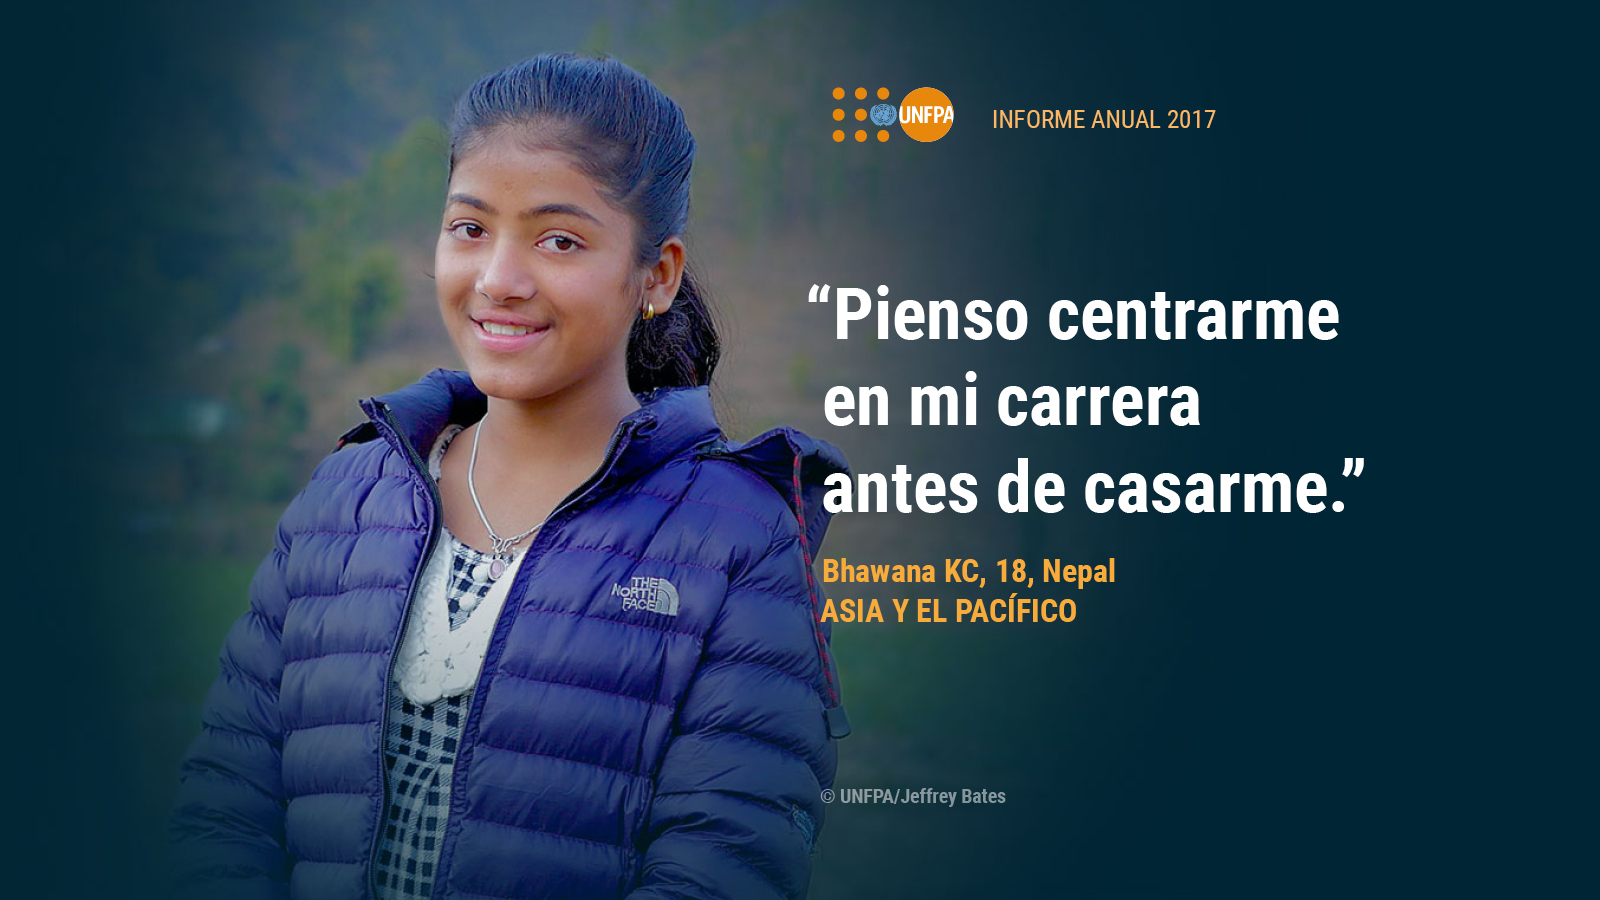 UNFPA
INFORME ANUAL 2017
“Pienso centrarme
en mi carrera
antes de casarme.”
Bhawana KC, 18, Nepal
ASIA Y EL PACÍFICO
THE
NORTH
FACE
© UNFPA/Jeffrey Bates